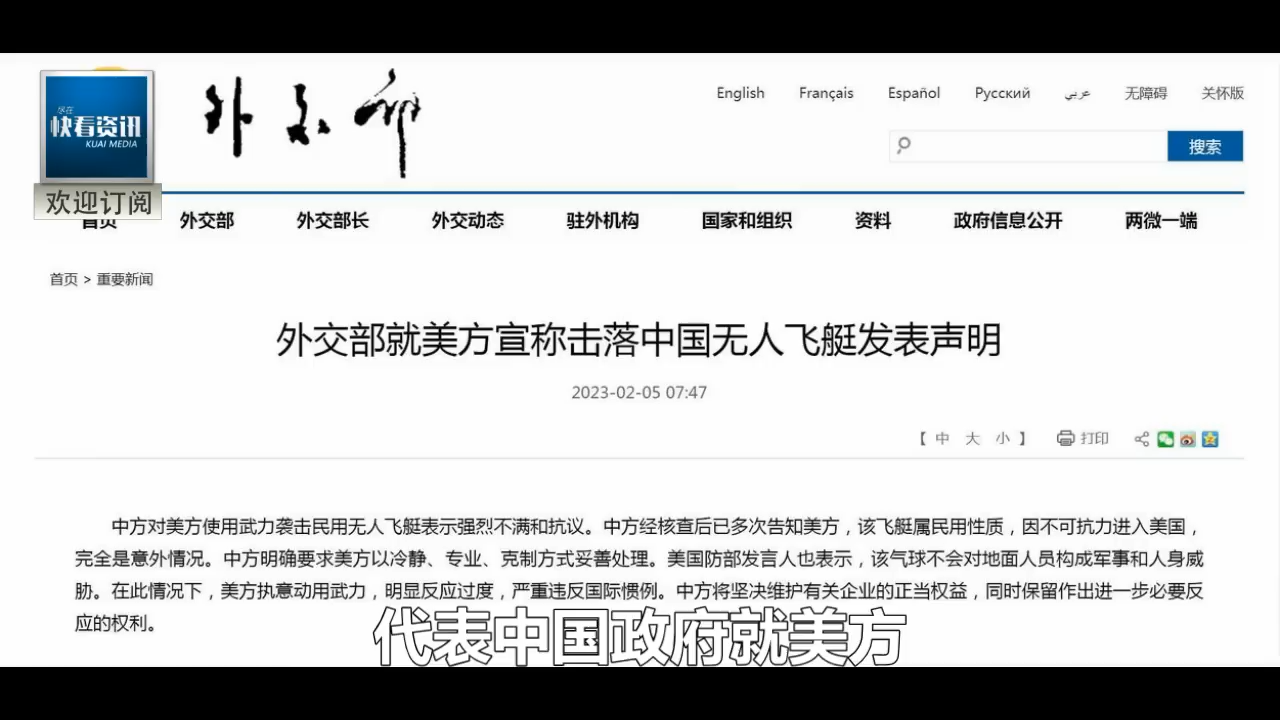 尽在
快看资讯
KUAI MEDIA
欢迎订阅
外交部
English Français Español Русский عربي 无障碍 关怀版
搜索
首页 外交部 外交部长 外交动态 驻外机构 国家和组织 资料 政府信息公开 两微一端
首页 > 重要新闻
外交部就美方宣称击落中国无人飞艇发表声明
2023-02-05 07:47
【 中 大 小 】 打印
中方对美方使用武力袭击民用无人飞艇表示强烈不满和抗议。中方经核查后已多次告知美方，该飞艇属民用性质，因不可抗力进入美国，
完全是意外情况。中方明确要求美方以冷静、专业、克制方式妥善处理。美国防部发言人也表示，该气球不会对地面人员构成军事和人身威
胁。在此情况下，美方执意动用武力，明显反应过度，严重违反国际惯例。中方将坚决维护有关企业的正当权益，同时保留作出进一步必要反
应的权利。
代表中国政府就美方